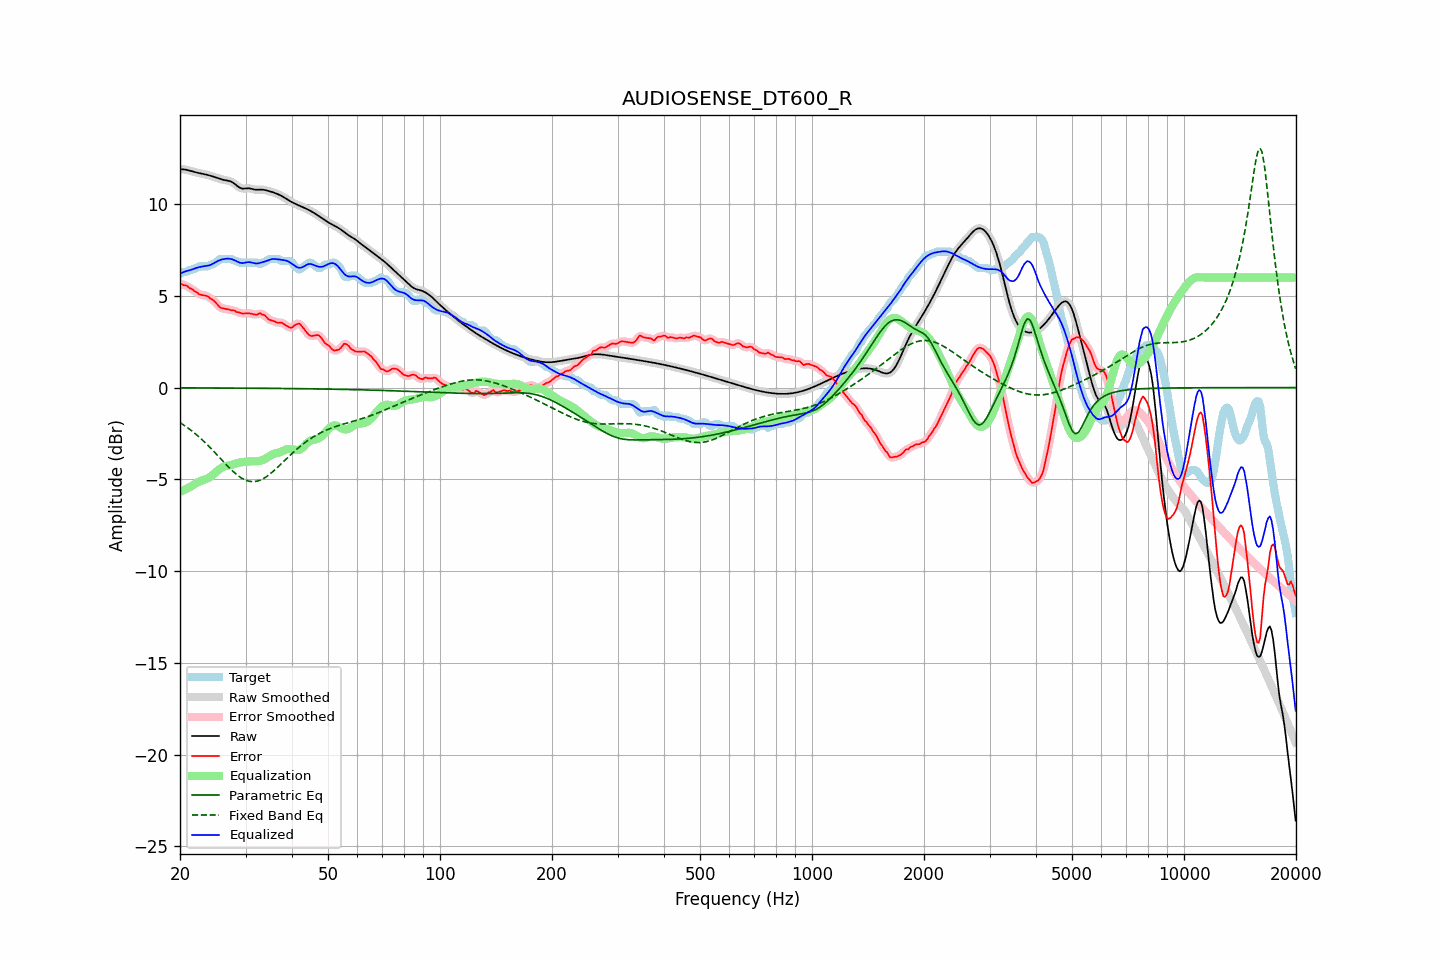 AUDIOSENSE_DT600_R
Amplitude (dBr)
10
5
0
−5
−10
−15
−20
−25
Target
Raw Smoothed
Error Smoothed
Raw
Error
Equalization
Parametric Eq
Fixed Band Eq
Equalized
20 50 100 200 500 1000 2000 5000 10000 20000
Frequency (Hz)